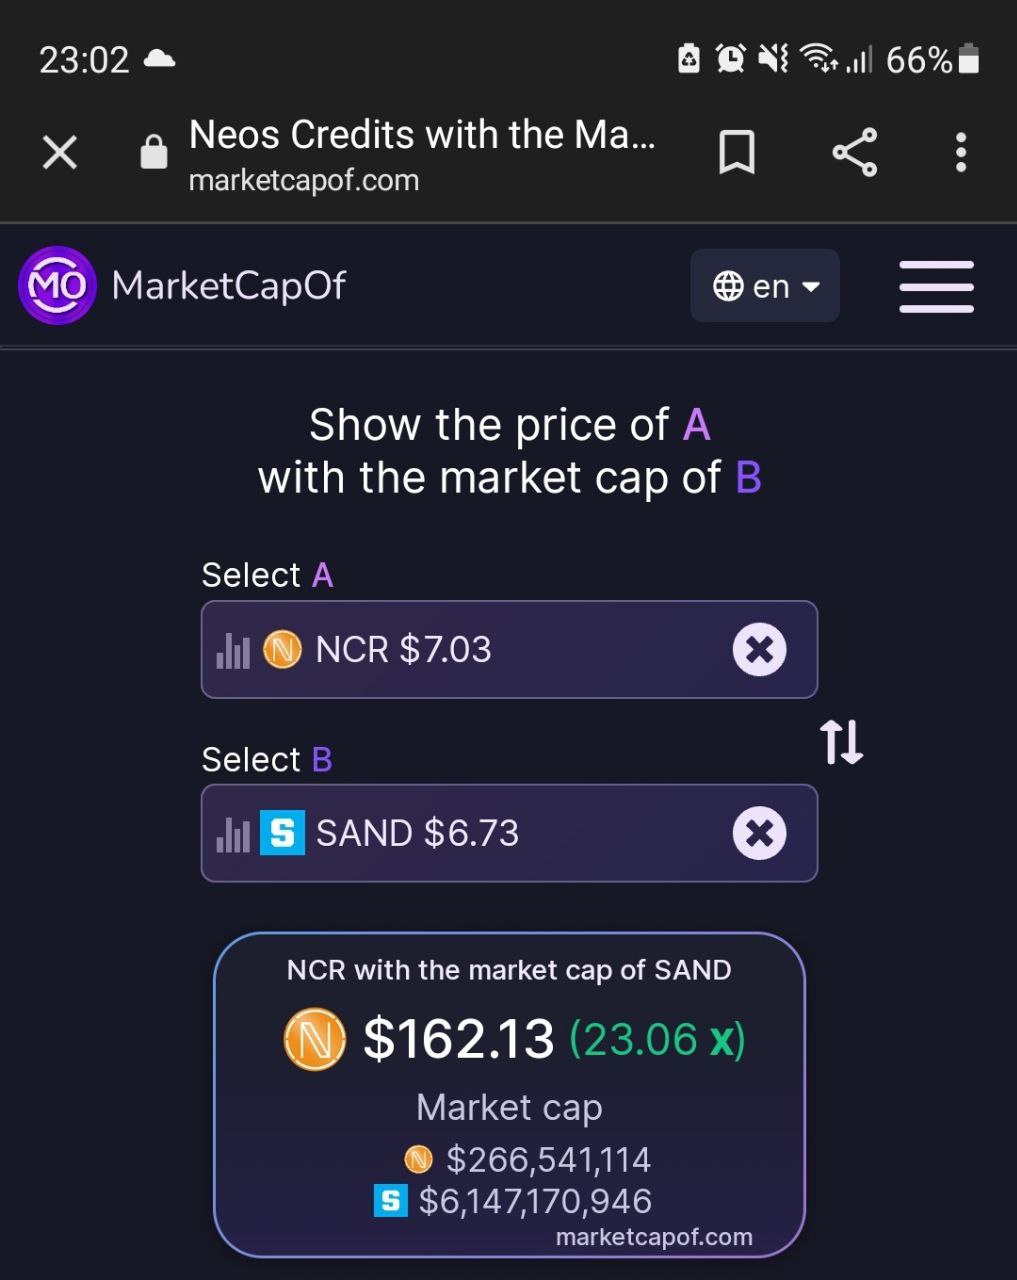 23:02
66%
Neos Credits with the Ma...
marketcapof.com
MO MarketCapOf
en
Show the price of A
with the market cap of B
Select A
N NCR $7.03
Select B
S SAND $6.73
NCR with the market cap of SAND
N $162.13 (23.06 x)
Market cap
N $266,541,114
S $6,147,170,946
marketcapof.com